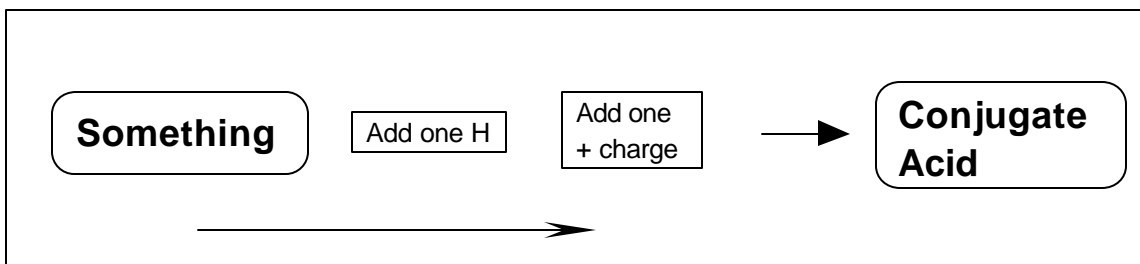 Something
Add one H
Add one
+ charge
Conjugate
Acid